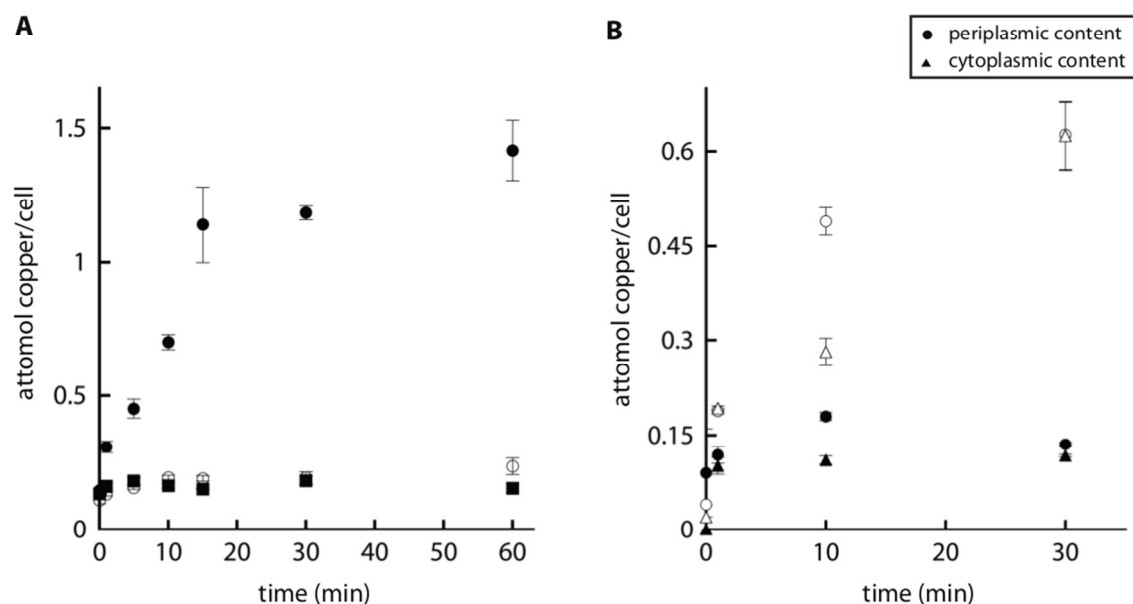 A
attomol copper/cell
1.5
1
0.5
0
0 10 20 30 40 50 60
time (min)
B
● periplasmic content
▲ cytoplasmic content
attomol copper/cell
0.6
0.45
0.3
0.15
0
0 10 20 30
time (min)